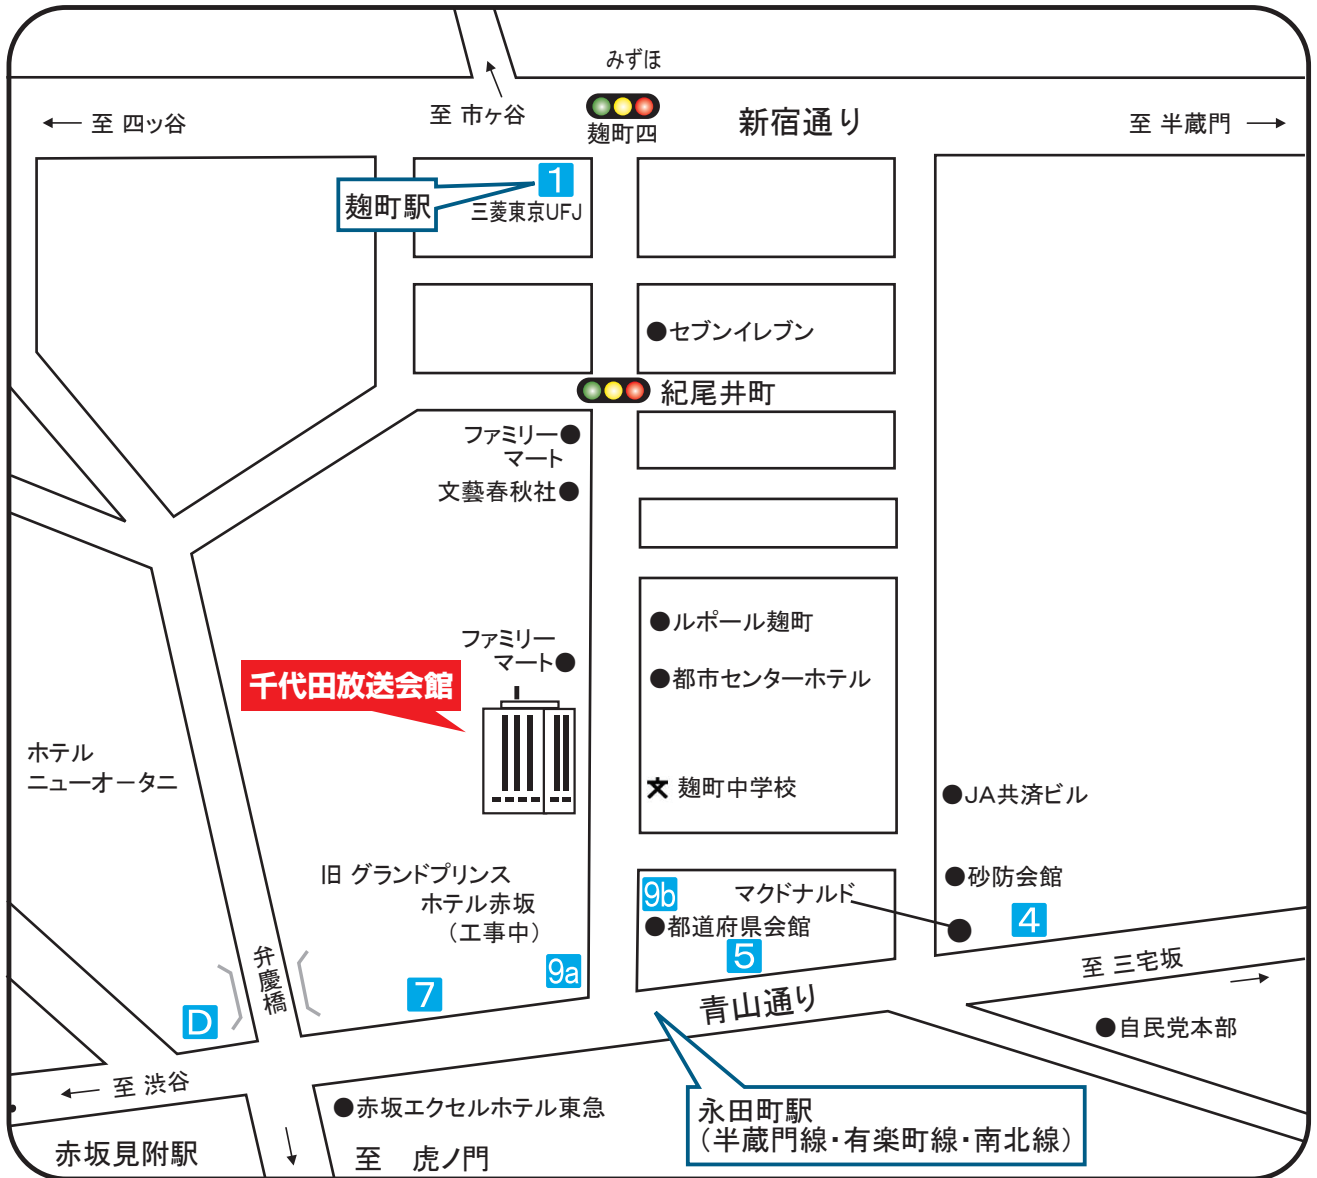 みずほ
至 市ヶ谷
至 四ッ谷
麹町四
新宿通り
至 半蔵門
1
麹町駅
三菱東京UFJ
セブンイレブン
紀尾井町
ファミリー
マート
文藝春秋社
ルポール麹町
ファミリー
マート
千代田放送会館
都市センターホテル
ホテル
ニューオータニ
麹町中学校
JA共済ビル
旧 グランドプリンス
ホテル赤坂
(工事中)
9b
マクドナルド
砂防会館
都道府県会館
4
弁慶橋
9a
5
至 三宅坂
7
青山通り
D
自民党本部
至 渋谷
赤坂エクセルホテル東急
永田町駅
(半蔵門線・有楽町線・南北線)
赤坂見附駅
至 虎ノ門